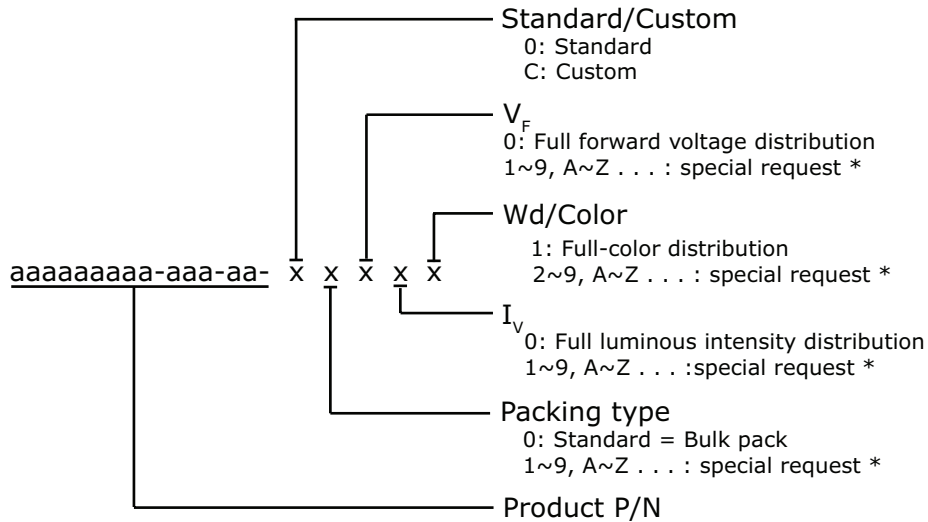 Standard/Custom
0: Standard
C: Custom
V_F
0: Full forward voltage distribution
1~9, A~Z . . . : special request *
Wd/Color
1: Full-color distribution
2~9, A~Z . . . : special request *
aaaaaaaaa-aaa-aa- x x x x x
I_V
0: Full luminous intensity distribution
1~9, A~Z . . . :special request *
Packing type
0: Standard = Bulk pack
1~9, A~Z . . . : special request *
Product P/N